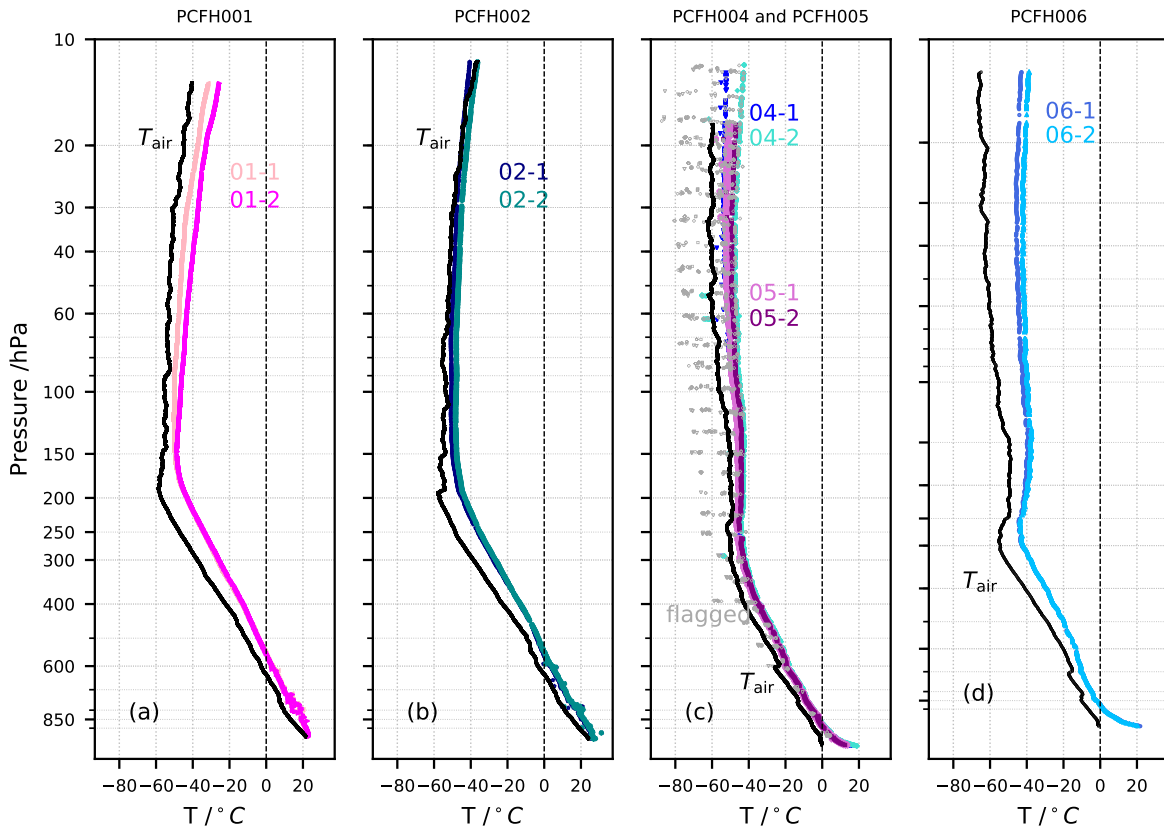 PCFH001
PCFH002
PCFH004 and PCFH005
PCFH006
Pressure /hPa
10
20
30
40
60
100
150
200
250
300
400
600
850
T_air
01-1
01-2
(a)
−80 −60 −40 −20 0 20
T / °C
T_air
02-1
02-2
(b)
−80 −60 −40 −20 0 20
T / °C
04-1
04-2
05-1
05-2
flagged
T_air
(c)
−80 −60 −40 −20 0 20
T / °C
06-1
06-2
T_air
(d)
−80 −60 −40 −20 0 20
T / °C